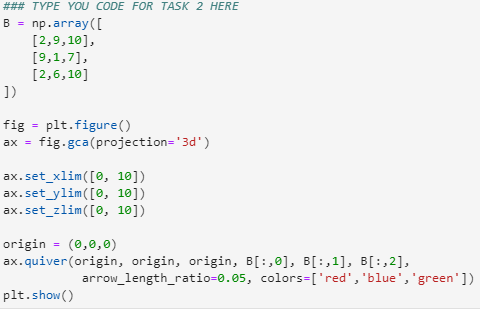 ### TYPE YOU CODE FOR TASK 2 HERE
B = np.array([
    [2,9,10],
    [9,1,7],
    [2,6,10]
])

fig = plt.figure()
ax = fig.gca(projection='3d')

ax.set_xlim([0, 10])
ax.set_ylim([0, 10])
ax.set_zlim([0, 10])

origin = (0,0,0)
ax.quiver(origin, origin, origin, B[:,0], B[:,1], B[:,2],
          arrow_length_ratio=0.05, colors=['red','blue','green'])
plt.show()